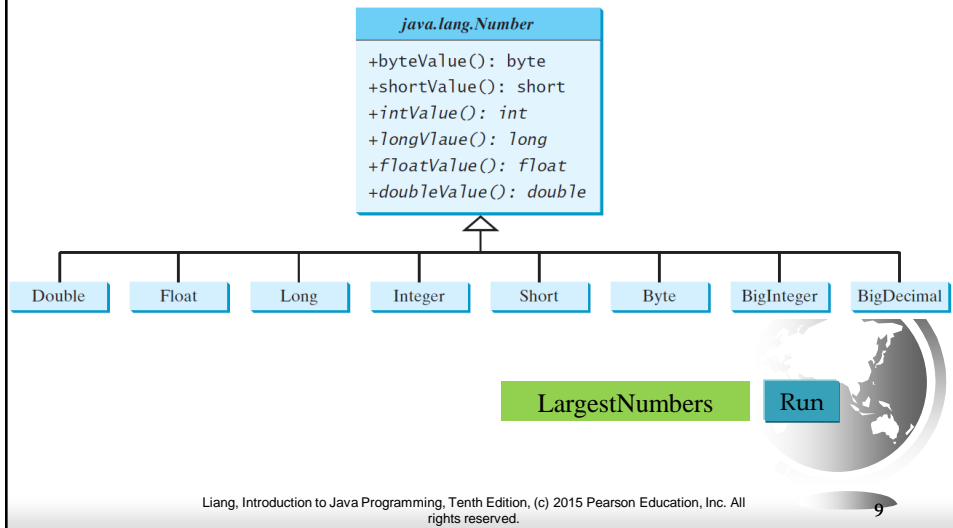 java.lang.Number
+byteValue(): byte
+shortValue(): short
+intValue(): int
+longVlaue(): long
+floatValue(): float
+doubleValue(): double
Double Float Long Integer Short Byte BigInteger BigDecimal
LargestNumbers Run
Liang, Introduction to Java Programming, Tenth Edition, (c) 2015 Pearson Education, Inc. All
rights reserved.
9